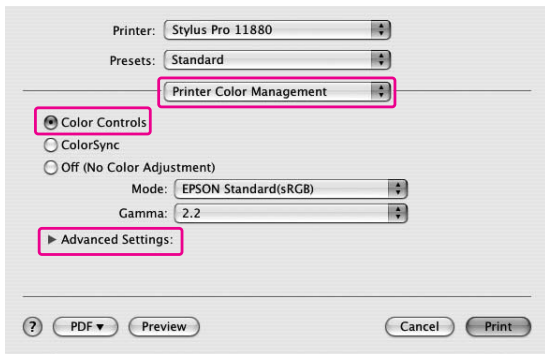 Printer: Stylus Pro 11880
Presets: Standard
Printer Color Management
Color Controls
ColorSync
Off (No Color Adjustment)
Mode: EPSON Standard(sRGB)
Gamma: 2.2
Advanced Settings:
? PDF Preview Cancel Print